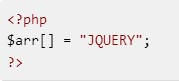 <?php
$arr[] = "JQUERY";
?>